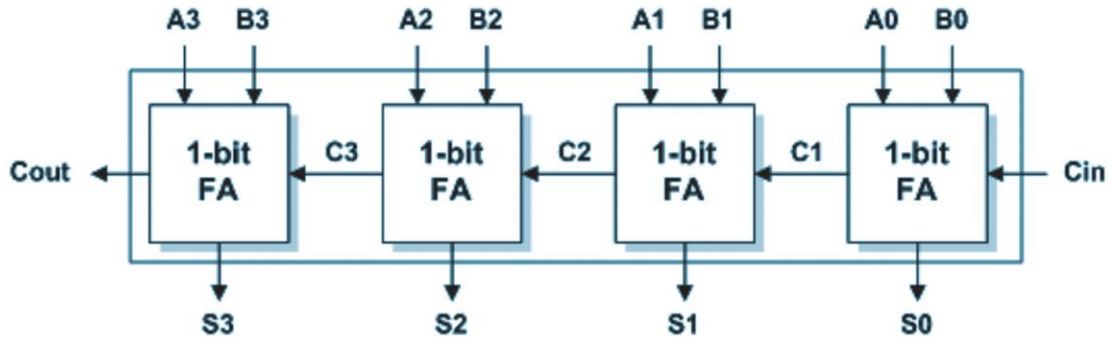 A3 B3 A2 B2 A1 B1 A0 B0
Cout 1-bit FA C3 1-bit FA C2 1-bit FA C1 1-bit FA Cin
S3 S2 S1 S0